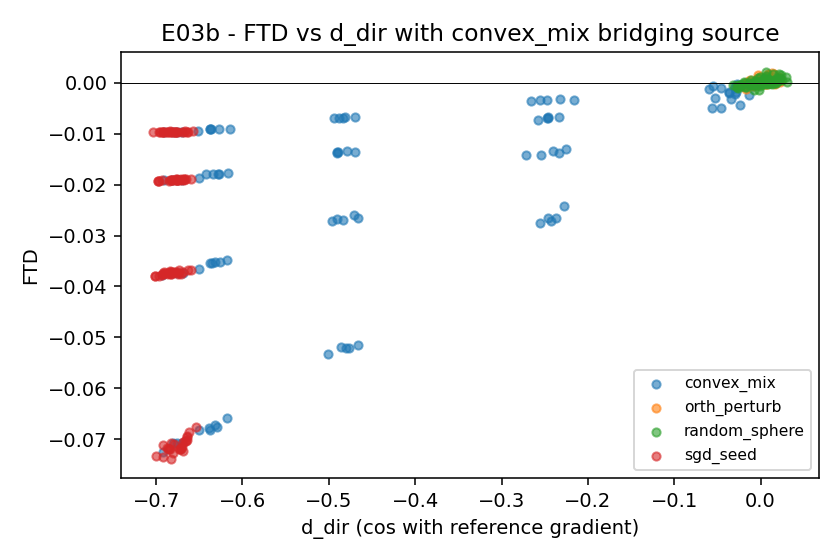 E03b - FTD vs d_dir with convex_mix bridging source
0.00
−0.01
−0.02
−0.03
−0.04
−0.05
−0.06
−0.07
FTD
−0.7
−0.6
−0.5
−0.4
−0.3
−0.2
−0.1
0.0
d_dir (cos with reference gradient)
convex_mix
orth_perturb
random_sphere
sgd_seed